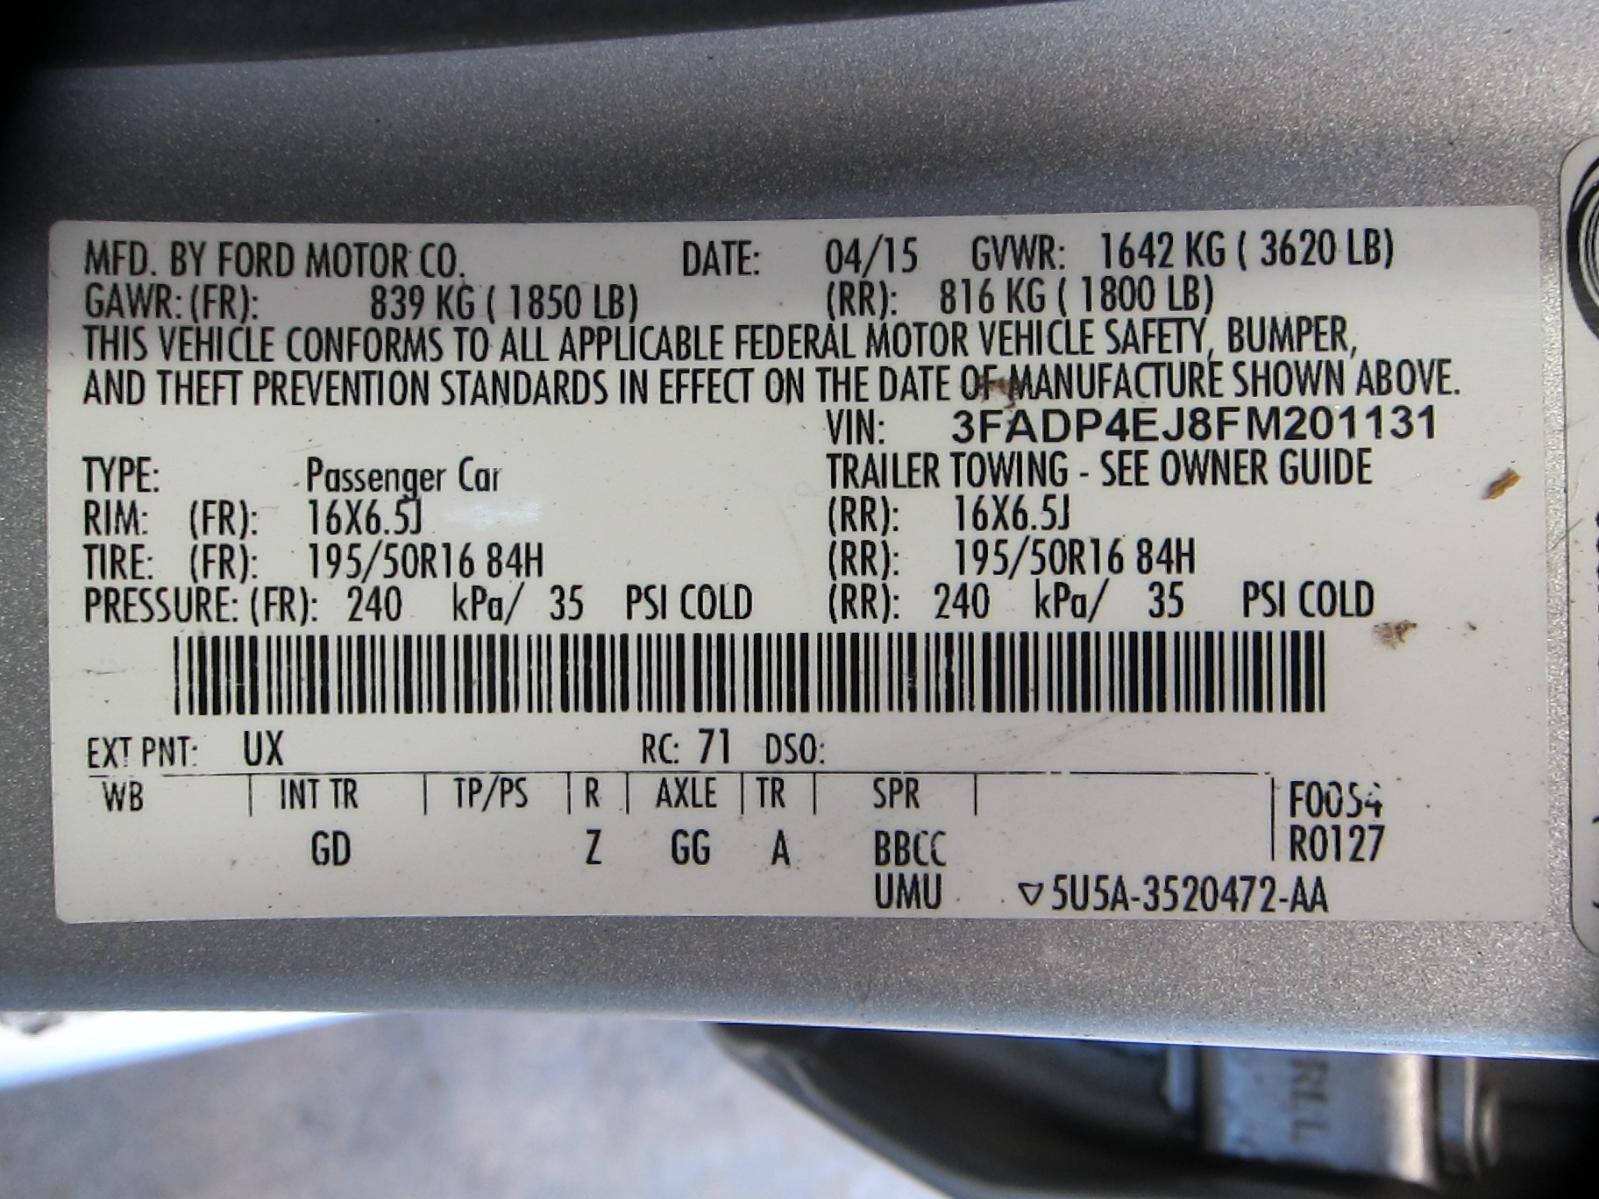 MFD. BY FORD MOTOR CO. DATE: 04/15 GVWR: 1642 KG ( 3620 LB)
GAWR: (FR): 839 KG ( 1850 LB) (RR): 816 KG ( 1800 LB)
THIS VEHICLE CONFORMS TO ALL APPLICABLE FEDERAL MOTOR VEHICLE SAFETY, BUMPER,
AND THEFT PREVENTION STANDARDS IN EFFECT ON THE DATE OF MANUFACTURE SHOWN ABOVE.
VIN: 3FADP4EJ8FM201131
TYPE: Passenger Car TRAILER TOWING - SEE OWNER GUIDE
RIM: (FR): 16X6.5J (RR): 16X6.5J
TIRE: (FR): 195/50R16 84H (RR): 195/50R16 84H
PRESSURE: (FR): 240 kPa/ 35 PSI COLD (RR): 240 kPa/ 35 PSI COLD
EXT PNT: UX RC: 71 DSO:
WB INT TR TP/PS R AXLE TR SPR F0054
GD Z GG A BBCC R0127
UMU ▽5U5A-3520472-AA